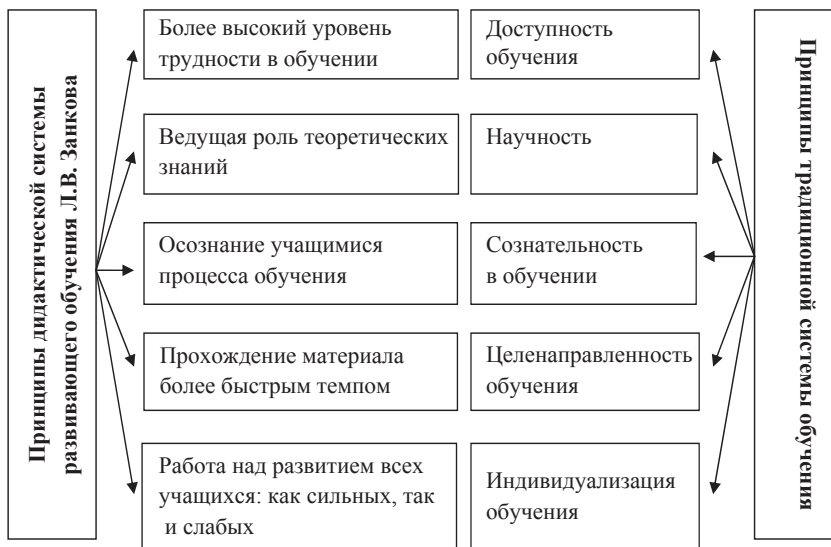 Принципы дидактической системы
развивающего обучения Л.В. Занкова
Более высокий уровень
трудности в обучении
Ведущая роль теоретических
знаний
Осознание учащимися
процесса обучения
Прохождение материала
более быстрым темпом
Работа над развитием всех
учащихся: как сильных, так
и слабых
Доступность
обучения
Научность
Сознательность
в обучении
Целенаправленность
обучения
Индивидуализация
обучения
Принципы традиционной системы обучения